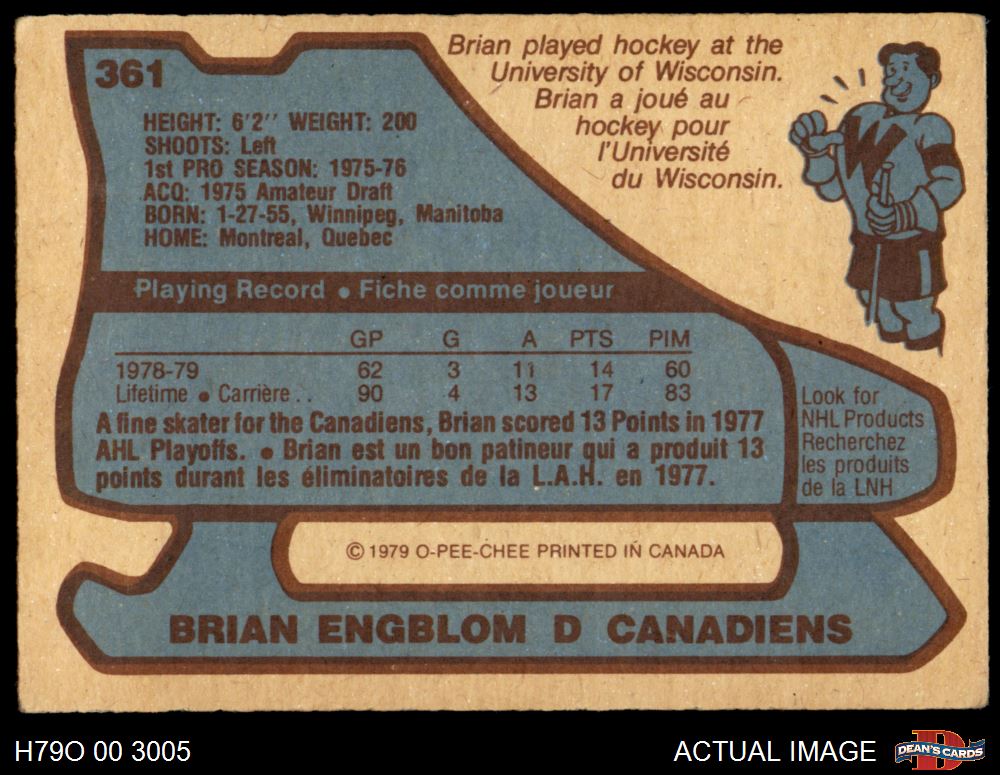 361
Brian played hockey at the
University of Wisconsin.
Brian a joué au
hockey pour
l'Université
du Wisconsin.
W
HEIGHT: 6'2" WEIGHT: 200
SHOOTS: Left
1st PRO SEASON: 1975-76
ACQ: 1975 Amateur Draft
BORN: 1-27-55, Winnipeg, Manitoba
HOME: Montreal, Quebec
Playing Record • Fiche comme joueur
GP G A PTS PIM
1978-79 62 3 11 14 60
Lifetime • Carrière . . 90 4 13 17 83
A fine skater for the Canadiens, Brian scored 13 Points in 1977
AHL Playoffs. • Brian est un bon patineur qui a produit 13
points durant les éliminatoires de la L.A.H. en 1977.
Look for
NHL Products
Recherchez
les produits
de la LNH
© 1979 O-PEE-CHEE PRINTED IN CANADA
BRIAN ENGBLOM D CANADIENS
H79O 00 3005
ACTUAL IMAGE
D
DEAN'S CARDS